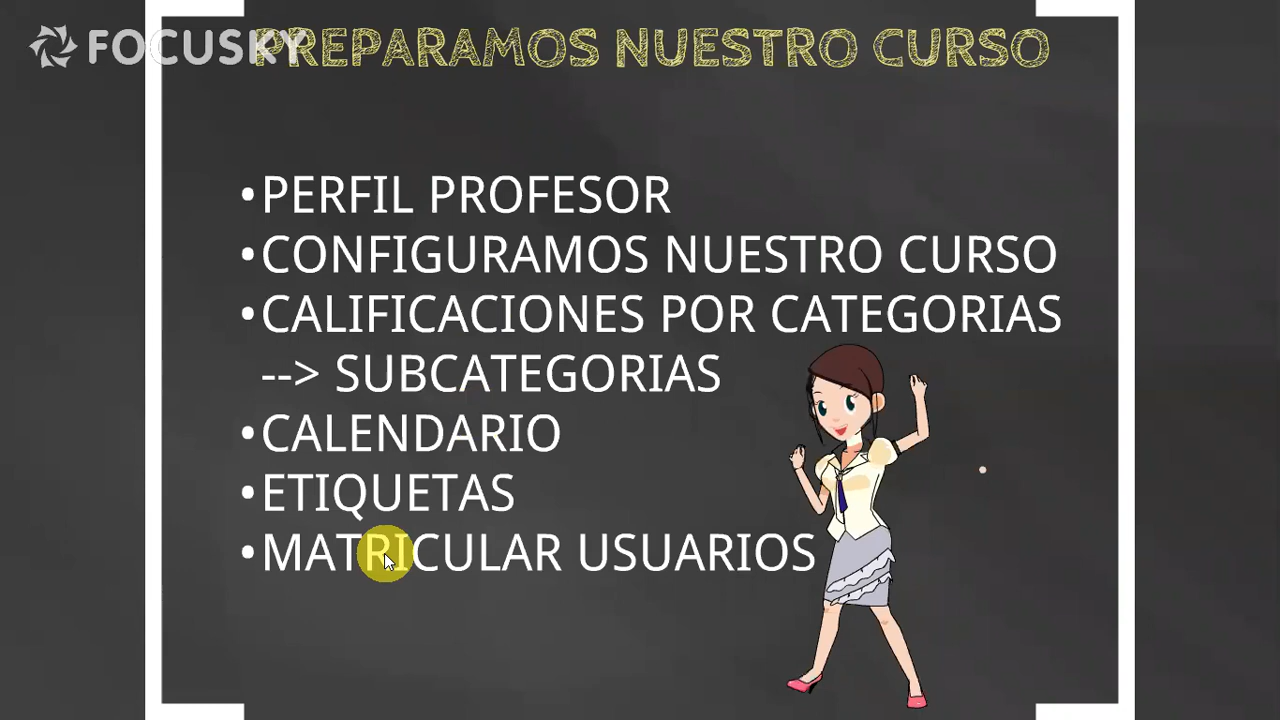 FOCUSKY
PREPARAMOS NUESTRO CURSO
•PERFIL PROFESOR
•CONFIGURAMOS NUESTRO CURSO
•CALIFICACIONES POR CATEGORIAS
--> SUBCATEGORIAS
•CALENDARIO
•ETIQUETAS
•MATRICULAR USUARIOS